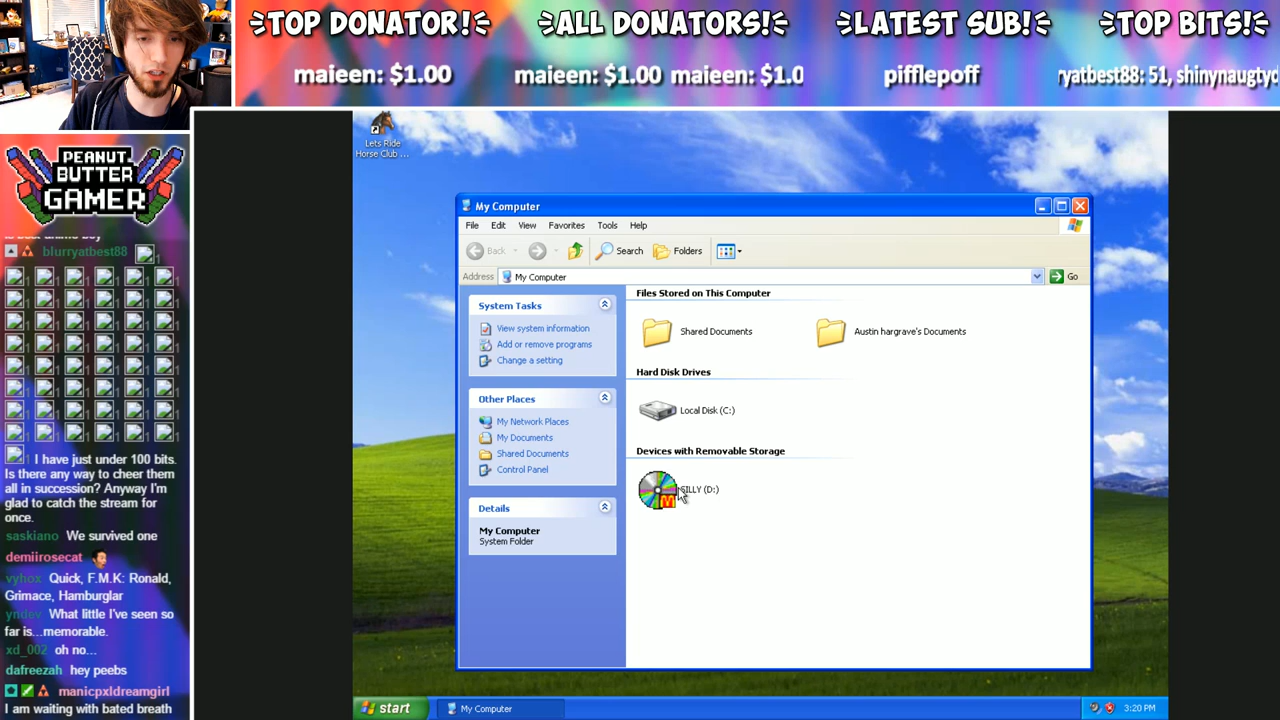 TOP DONATOR!
ALL DONATORS!
LATEST SUB!
TOP BITS!
maieen: $1.00
maieen: $1.00 maieen: $1.0
pifflepoff
ryatbest88: 51, shinynaugtyd
PEANUT
BUTTER
GAMER
blurryatbest88
1
I have just under 100 bits.
Is there any way to cheer them
all in succession? Anyway I'm
glad to catch the stream for
once.
saskiano We survived one
demiirosecat
vyhox Quick, F.M.K: Ronald,
Grimace, Hamburglar
yndev What little I've seen so
far is...memorable.
xd_002 oh no...
dafreezah hey peebs
manicpxldreamgirl
I am waiting with bated breath
Lets Ride
Horse Club ...
My Computer
File Edit View Favorites Tools Help
Back Search Folders
Address My Computer Go
System Tasks
View system information
Add or remove programs
Change a setting
Other Places
My Network Places
My Documents
Shared Documents
Control Panel
Details
My Computer
System Folder
Files Stored on This Computer
Shared Documents
Austin hargrave's Documents
Hard Disk Drives
Local Disk (C:)
Devices with Removable Storage
SILLY (D:)
start
My Computer
3:20 PM